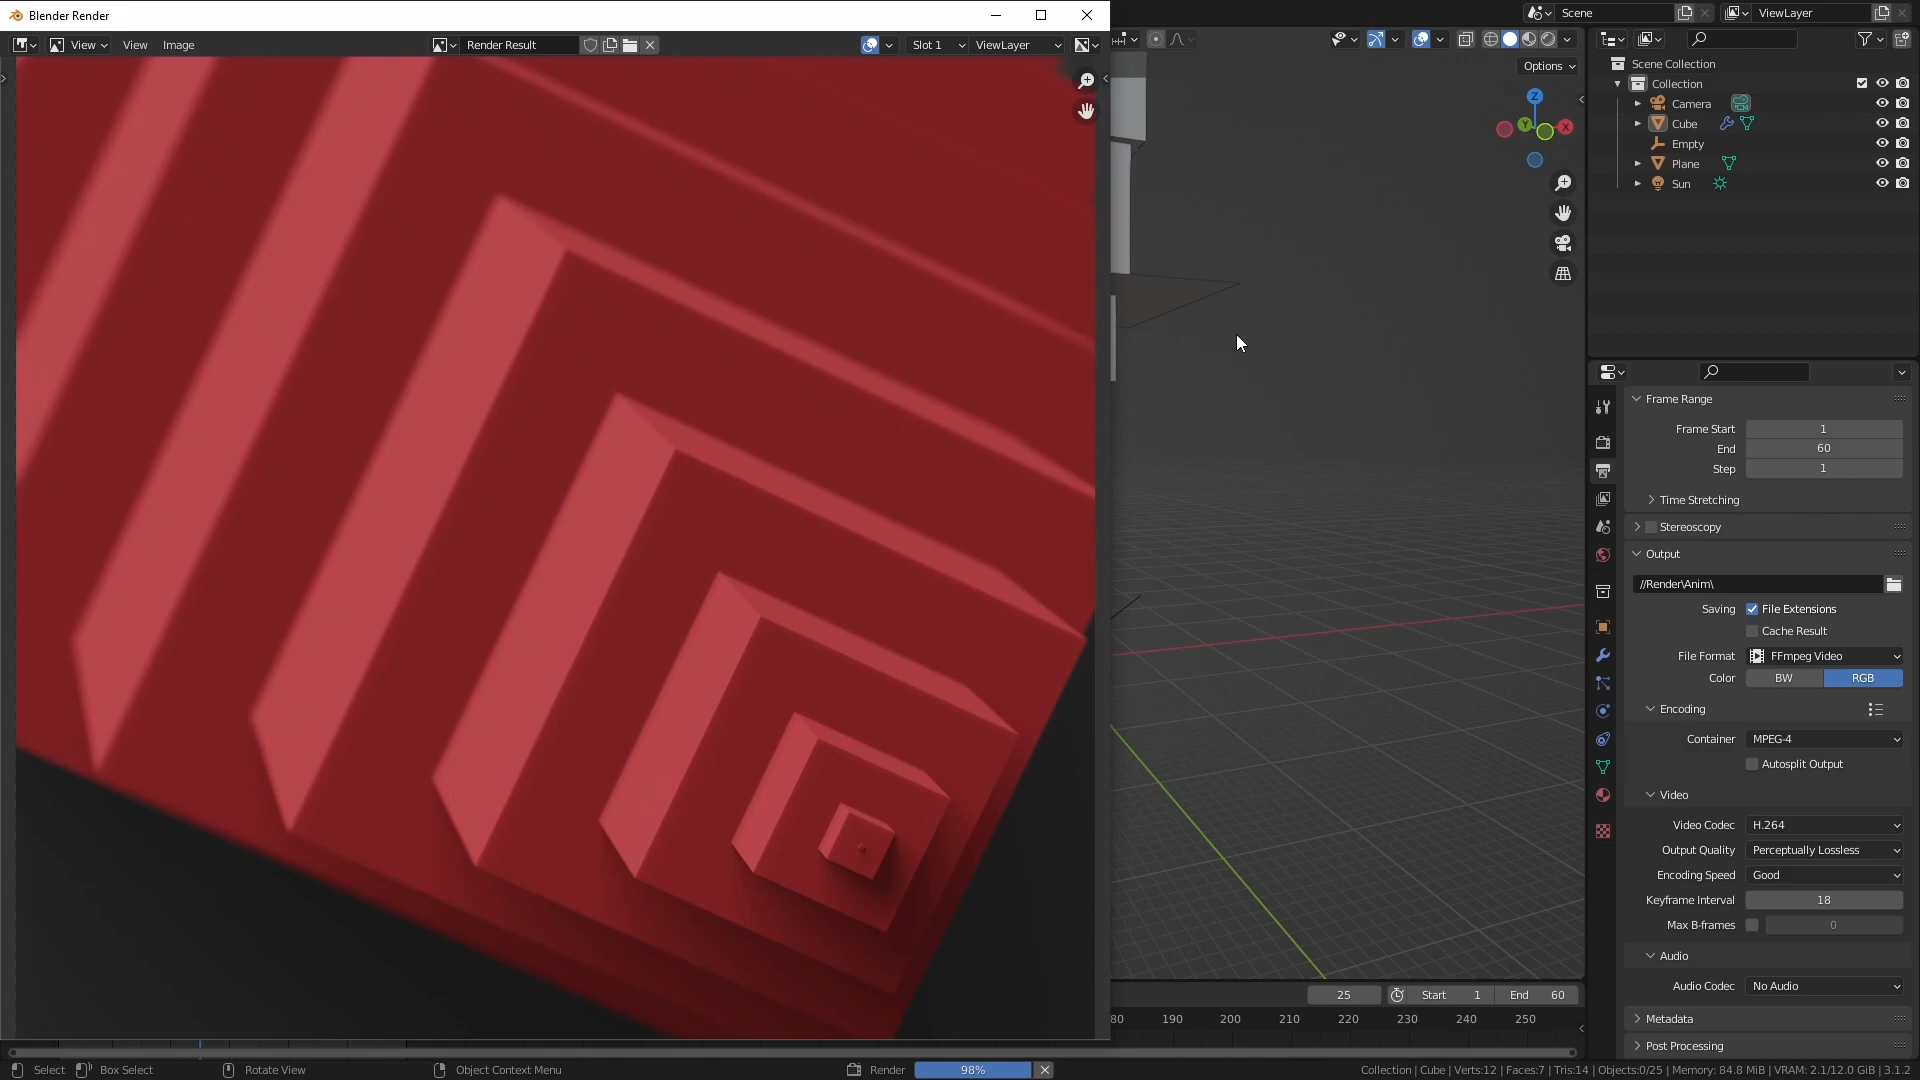 Blender Render
Scene
ViewLayer
View
View
Image
Render Result
Slot 1
ViewLayer
Options
Z
Y
X
Scene Collection
Collection
Camera
Cube
Empty
Plane
Sun
Frame Range
Frame Start
1
End
60
Step
1
Time Stretching
Stereoscopy
Output
//Render\Anim\
Saving
File Extensions
Cache Result
File Format
FFmpeg Video
Color
BW
RGB
Encoding
Container
MPEG-4
Autosplit Output
Video
Video Codec
H.264
Output Quality
Perceptually Lossless
Encoding Speed
Good
Keyframe Interval
18
Max B-frames
0
Audio
Audio Codec
No Audio
Metadata
Post Processing
25
Start
1
End
60
80
190
200
210
220
230
240
250
Select
Box Select
Rotate View
Object Context Menu
Render
98%
Collection | Cube | Verts:12 | Faces:7 | Tris:14 | Objects:0/25 | Memory: 84.8 MiB | VRAM: 2.1/12.0 GiB | 3.1.2